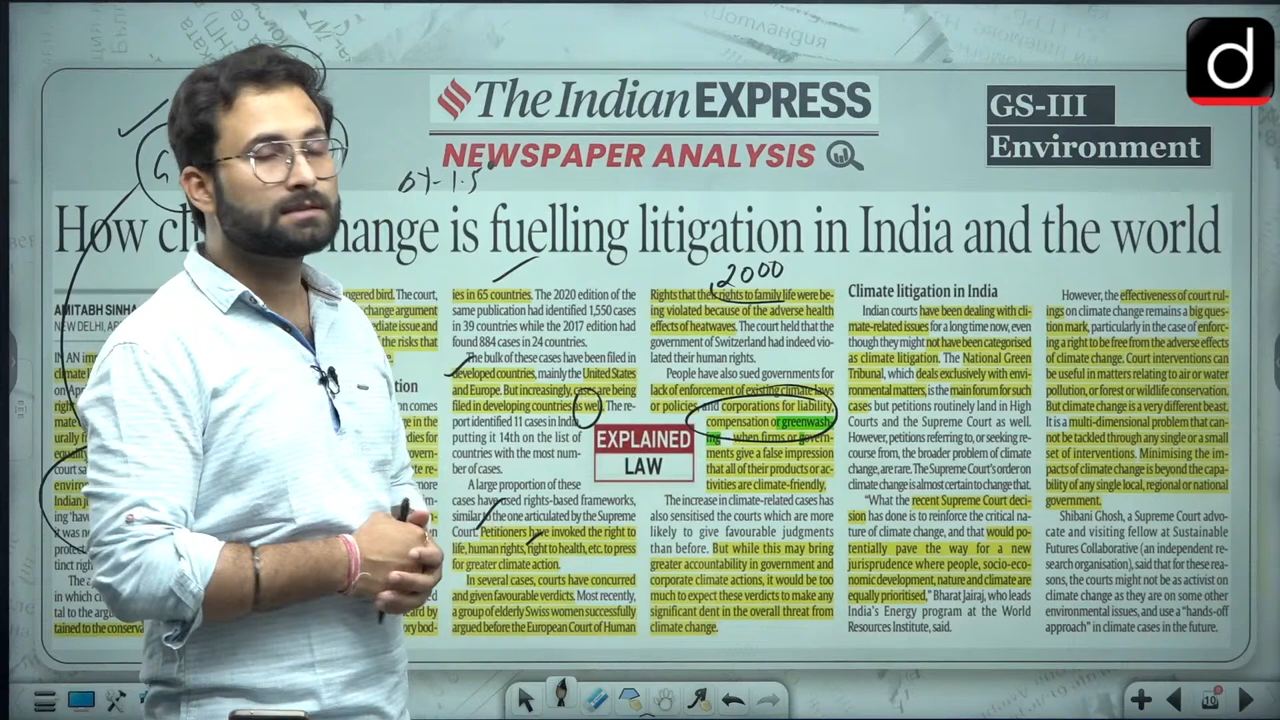 d
The Indian EXPRESS
NEWSPAPER ANALYSIS
GS-III
Environment
1.5°
How change is fuelling litigation in India and the world
2000
AMITABH SINHA
NEW DELHI,
IN AN
climate
on
court
more
Indian
ing 'have
it was
protect
tinct
The
in which
tal to the
tained to the
bird. The court,
change argument
issue and
the risks that
comes
in the
for
ies in 65 countries. The 2020 edition of the
same publication had identified 1,550 cases
in 39 countries while the 2017 edition had
found 884 cases in 24 countries.
The bulk of these cases have been filed in
developed countries, mainly the United States
and Europe. But increasingly, cases are being
filed in developing countries as well. The re-
port identified 11 cases in India
putting it 14th on the list of
countries with the most num-
ber of cases.
A large proportion of these
cases have used rights-based frameworks,
similar to the one articulated by the Supreme
Court. Petitioners have invoked the right to
life, human rights, right to health, etc. to press
for greater climate action.
In several cases, courts have concurred
and given favourable verdicts. Most recently,
a group of elderly Swiss women successfully
argued before the European Court of Human
EXPLAINED
LAW
Rights that their rights to family life were be-
ing violated because of the adverse health
effects of heatwaves. The court held that the
government of Switzerland had indeed vio-
lated their human rights.
People have also sued governments for
lack of enforcement of existing climate laws
or policies, and corporations for liability,
compensation or greenwash-
ing — when firms or govern-
ments give a false impression
that all of their products or ac-
tivities are climate-friendly.
The increase in climate-related cases has
also sensitised the courts which are more
likely to give favourable judgments
than before. But while this may bring
greater accountability in government and
corporate climate actions, it would be too
much to expect these verdicts to make any
significant dent in the overall threat from
climate change.
Climate litigation in India
Indian courts have been dealing with cli-
mate-related issues for a long time now, even
though they might not have been categorised
as climate litigation. The National Green
Tribunal, which deals exclusively with envi-
ronmental matters, is the main forum for such
cases but petitions routinely land in High
Courts and the Supreme Court as well.
However, petitions referring to, or seeking re-
course from, the broader problem of climate
change, are rare. The Supreme Court's order on
climate change is almost certain to change that.
"What the recent Supreme Court deci-
sion has done is to reinforce the critical na-
ture of climate change, and that would po-
tentially pave the way for a new
jurisprudence where people, socio-eco-
nomic development, nature and climate are
equally prioritised," Bharat Jairaj, who leads
India's Energy program at the World
Resources Institute, said.
However, the effectiveness of court rul-
ings on climate change remains a big ques-
tion mark, particularly in the case of enforc-
ing a right to be free from the adverse effects
of climate change. Court interventions can
be useful in matters relating to air or water
pollution, or forest or wildlife conservation.
But climate change is a very different beast.
It is a multi-dimensional problem that can-
not be tackled through any single or a small
set of interventions. Minimising the im-
pacts of climate change is beyond the capa-
bility of any single local, regional or national
government.
Shibani Ghosh, a Supreme Court advo-
cate and visiting fellow at Sustainable
Futures Collaborative (an independent re-
search organisation), said that for these rea-
sons, the courts might not be as activist on
climate change as they are on some other
environmental issues, and use a "hands-off
approach" in climate cases in the future.
10